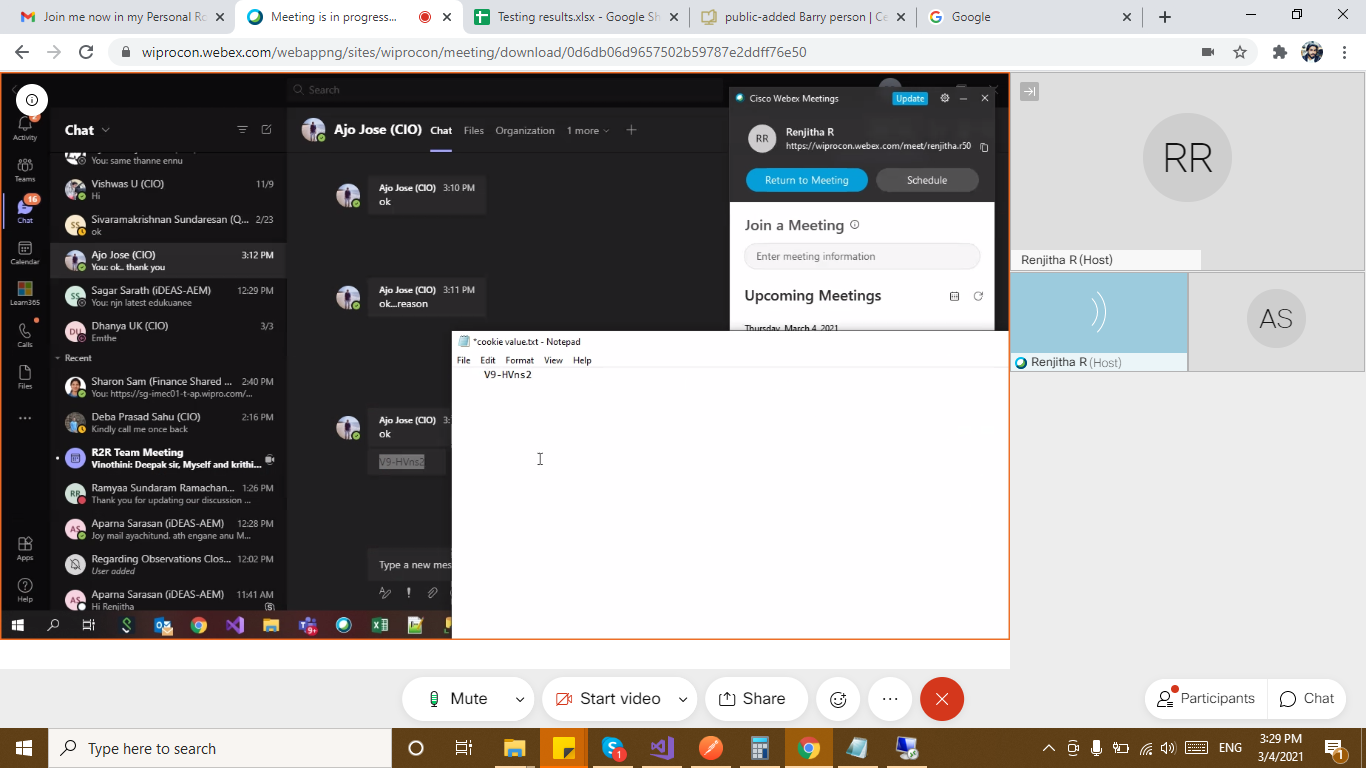 Join me now in my Personal Ro
Meeting is in progress...
Testing results.xlsx - Google Sh
public-added Barry person | Ce
Google
wiprocon.webex.com/webappng/sites/wiprocon/meeting/download/0d6db06d9657502b59787e2ddff76e50
Search
Activity
Teams
16
Chat
Calendar
Learn365
Calls
Files
Apps
Help
Chat
You: same thanne ennu
Vishwas U (CIO) 11/9
Hi
Sivaramakrishnan Sundaresan (Q... 2/23
ok
Ajo Jose (CIO) 3:12 PM
You: ok.. thank you
Sagar Sarath (iDEAS-AEM) 12:29 PM
You: njn latest edukuanee
Dhanya UK (CIO) 3/3
Emthe
Recent
Sharon Sam (Finance Shared ... 2:40 PM
You: https://sg-imec01-t-ap.wipro.com/...
Deba Prasad Sahu (CIO) 2:16 PM
Kindly call me once back
R2R Team Meeting
Vinothini: Deepak sir, Myself and krithi...
Ramyaa Sundaram Ramachan... 1:26 PM
Thank you for updating our discussion ...
Aparna Sarasan (iDEAS-AEM) 12:28 PM
Joy mail ayachitund. ath engane anu M...
Regarding Observations Clos... 12:02 PM
User added
Aparna Sarasan (iDEAS-AEM) 11:41 AM
Hi Renjitha
SS
DU
RR
AS
AS
Ajo Jose (CIO) Chat Files Organization 1 more
Ajo Jose (CIO) 3:10 PM
ok
Ajo Jose (CIO) 3:11 PM
ok...reason
Ajo Jose (CIO) 3:
ok
V9-HVns2
Type a new mes
Cisco Webex Meetings Update
RR
Renjitha R
https://wiprocon.webex.com/meet/renjitha.r50
Return to Meeting Schedule
Join a Meeting
Enter meeting information
Upcoming Meetings
Thursday, March 4, 2021
*cookie value.txt - Notepad
File Edit Format View Help
V9-HVns2
9+
RR
Renjitha R (Host)
Renjitha R (Host)
AS
Mute
Start video
Share
Participants
Chat
Type here to search
1
ENG
3:29 PM
3/4/2021
1